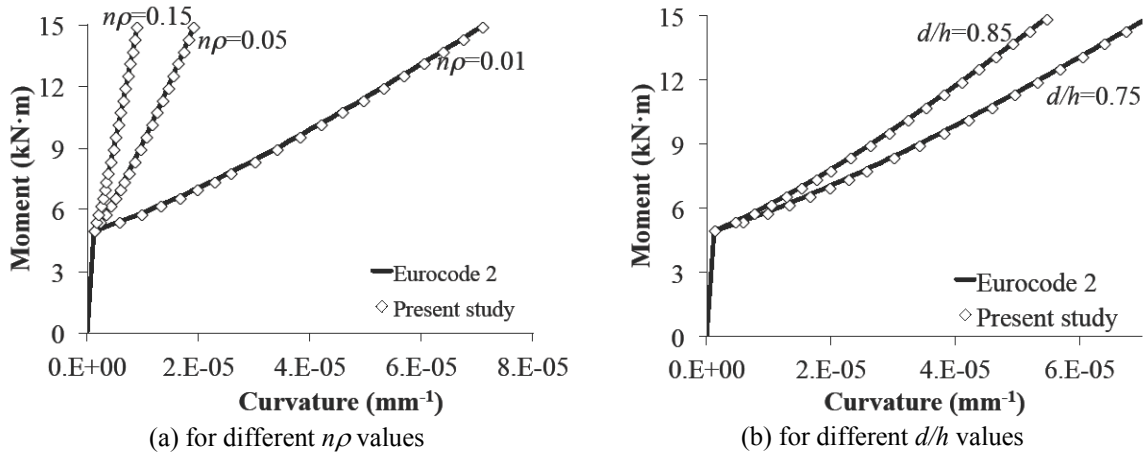 15
12
9
6
3
0
Moment (kN·m)
nρ=0.15
nρ=0.05
nρ=0.01
Eurocode 2
Present study
0.E+00 2.E-05 4.E-05 6.E-05 8.E-05
Curvature (mm⁻¹)
(a) for different nρ values
15
12
9
6
3
0
Moment (kN·m)
d/h=0.85
d/h=0.75
Eurocode 2
Present study
0.E+00 2.E-05 4.E-05 6.E-05
Curvature (mm⁻¹)
(b) for different d/h values